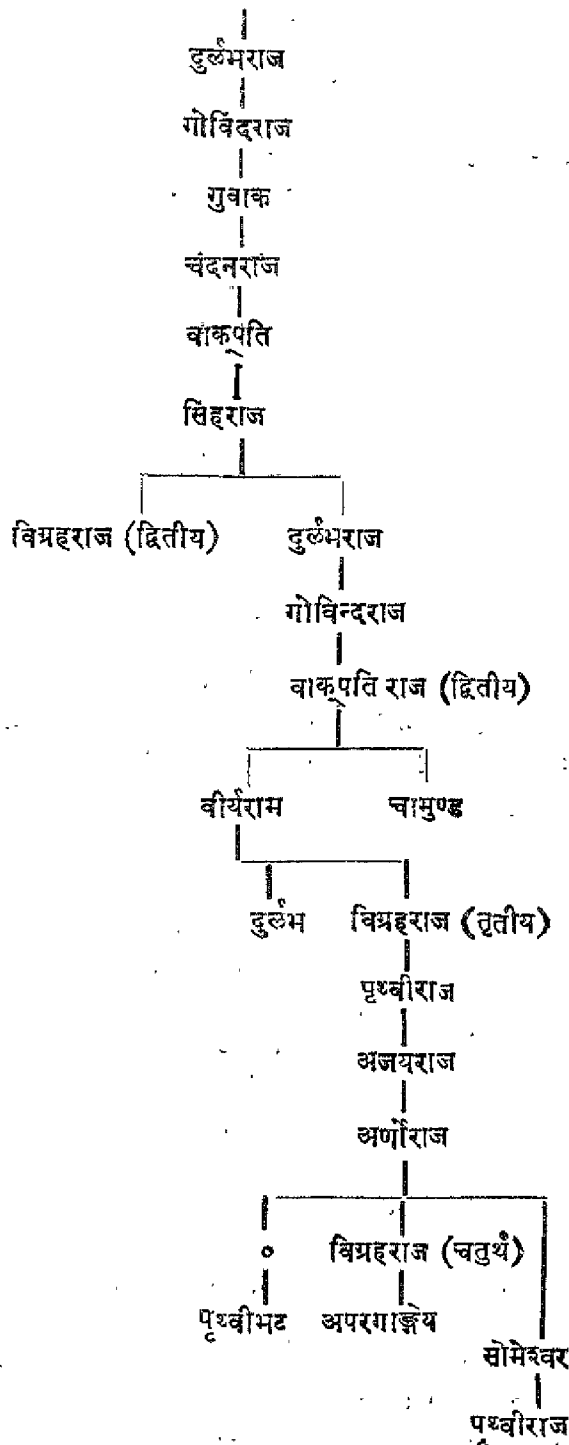 दुर्लभराज
गोविंदराज
गुवाक
चंदनराज
वाक्पति
सिंहराज
विग्रहराज (द्वितीय) दुर्लभराज
गोविन्दराज
वाक्पति राज (द्वितीय)
वीर्यराम चामुण्ड
दुर्लभ विग्रहराज (तृतीय)
पृथ्वीराज
अजयराज
अर्णोराज
० विग्रहराज (चतुर्थ)
पृथ्वीभट अपरगाङ्गेय
सोमेश्वर
पृथ्वीराज